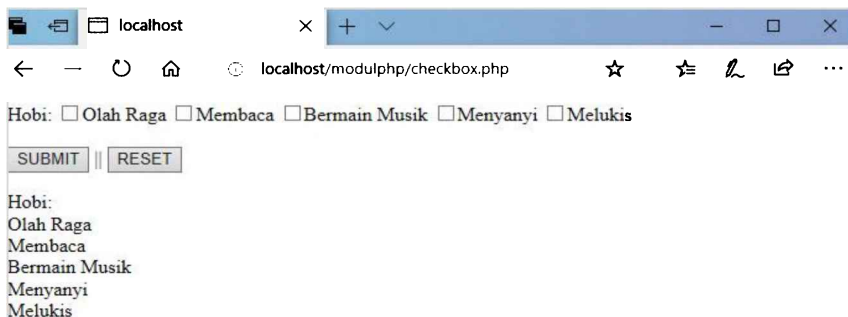 localhost
localhost/modulphp/checkbox.php
Hobi: Olah Raga Membaca Bermain Musik Menyanyi Melukis
SUBMIT || RESET
Hobi:
Olah Raga
Membaca
Bermain Musik
Menyanyi
Melukis